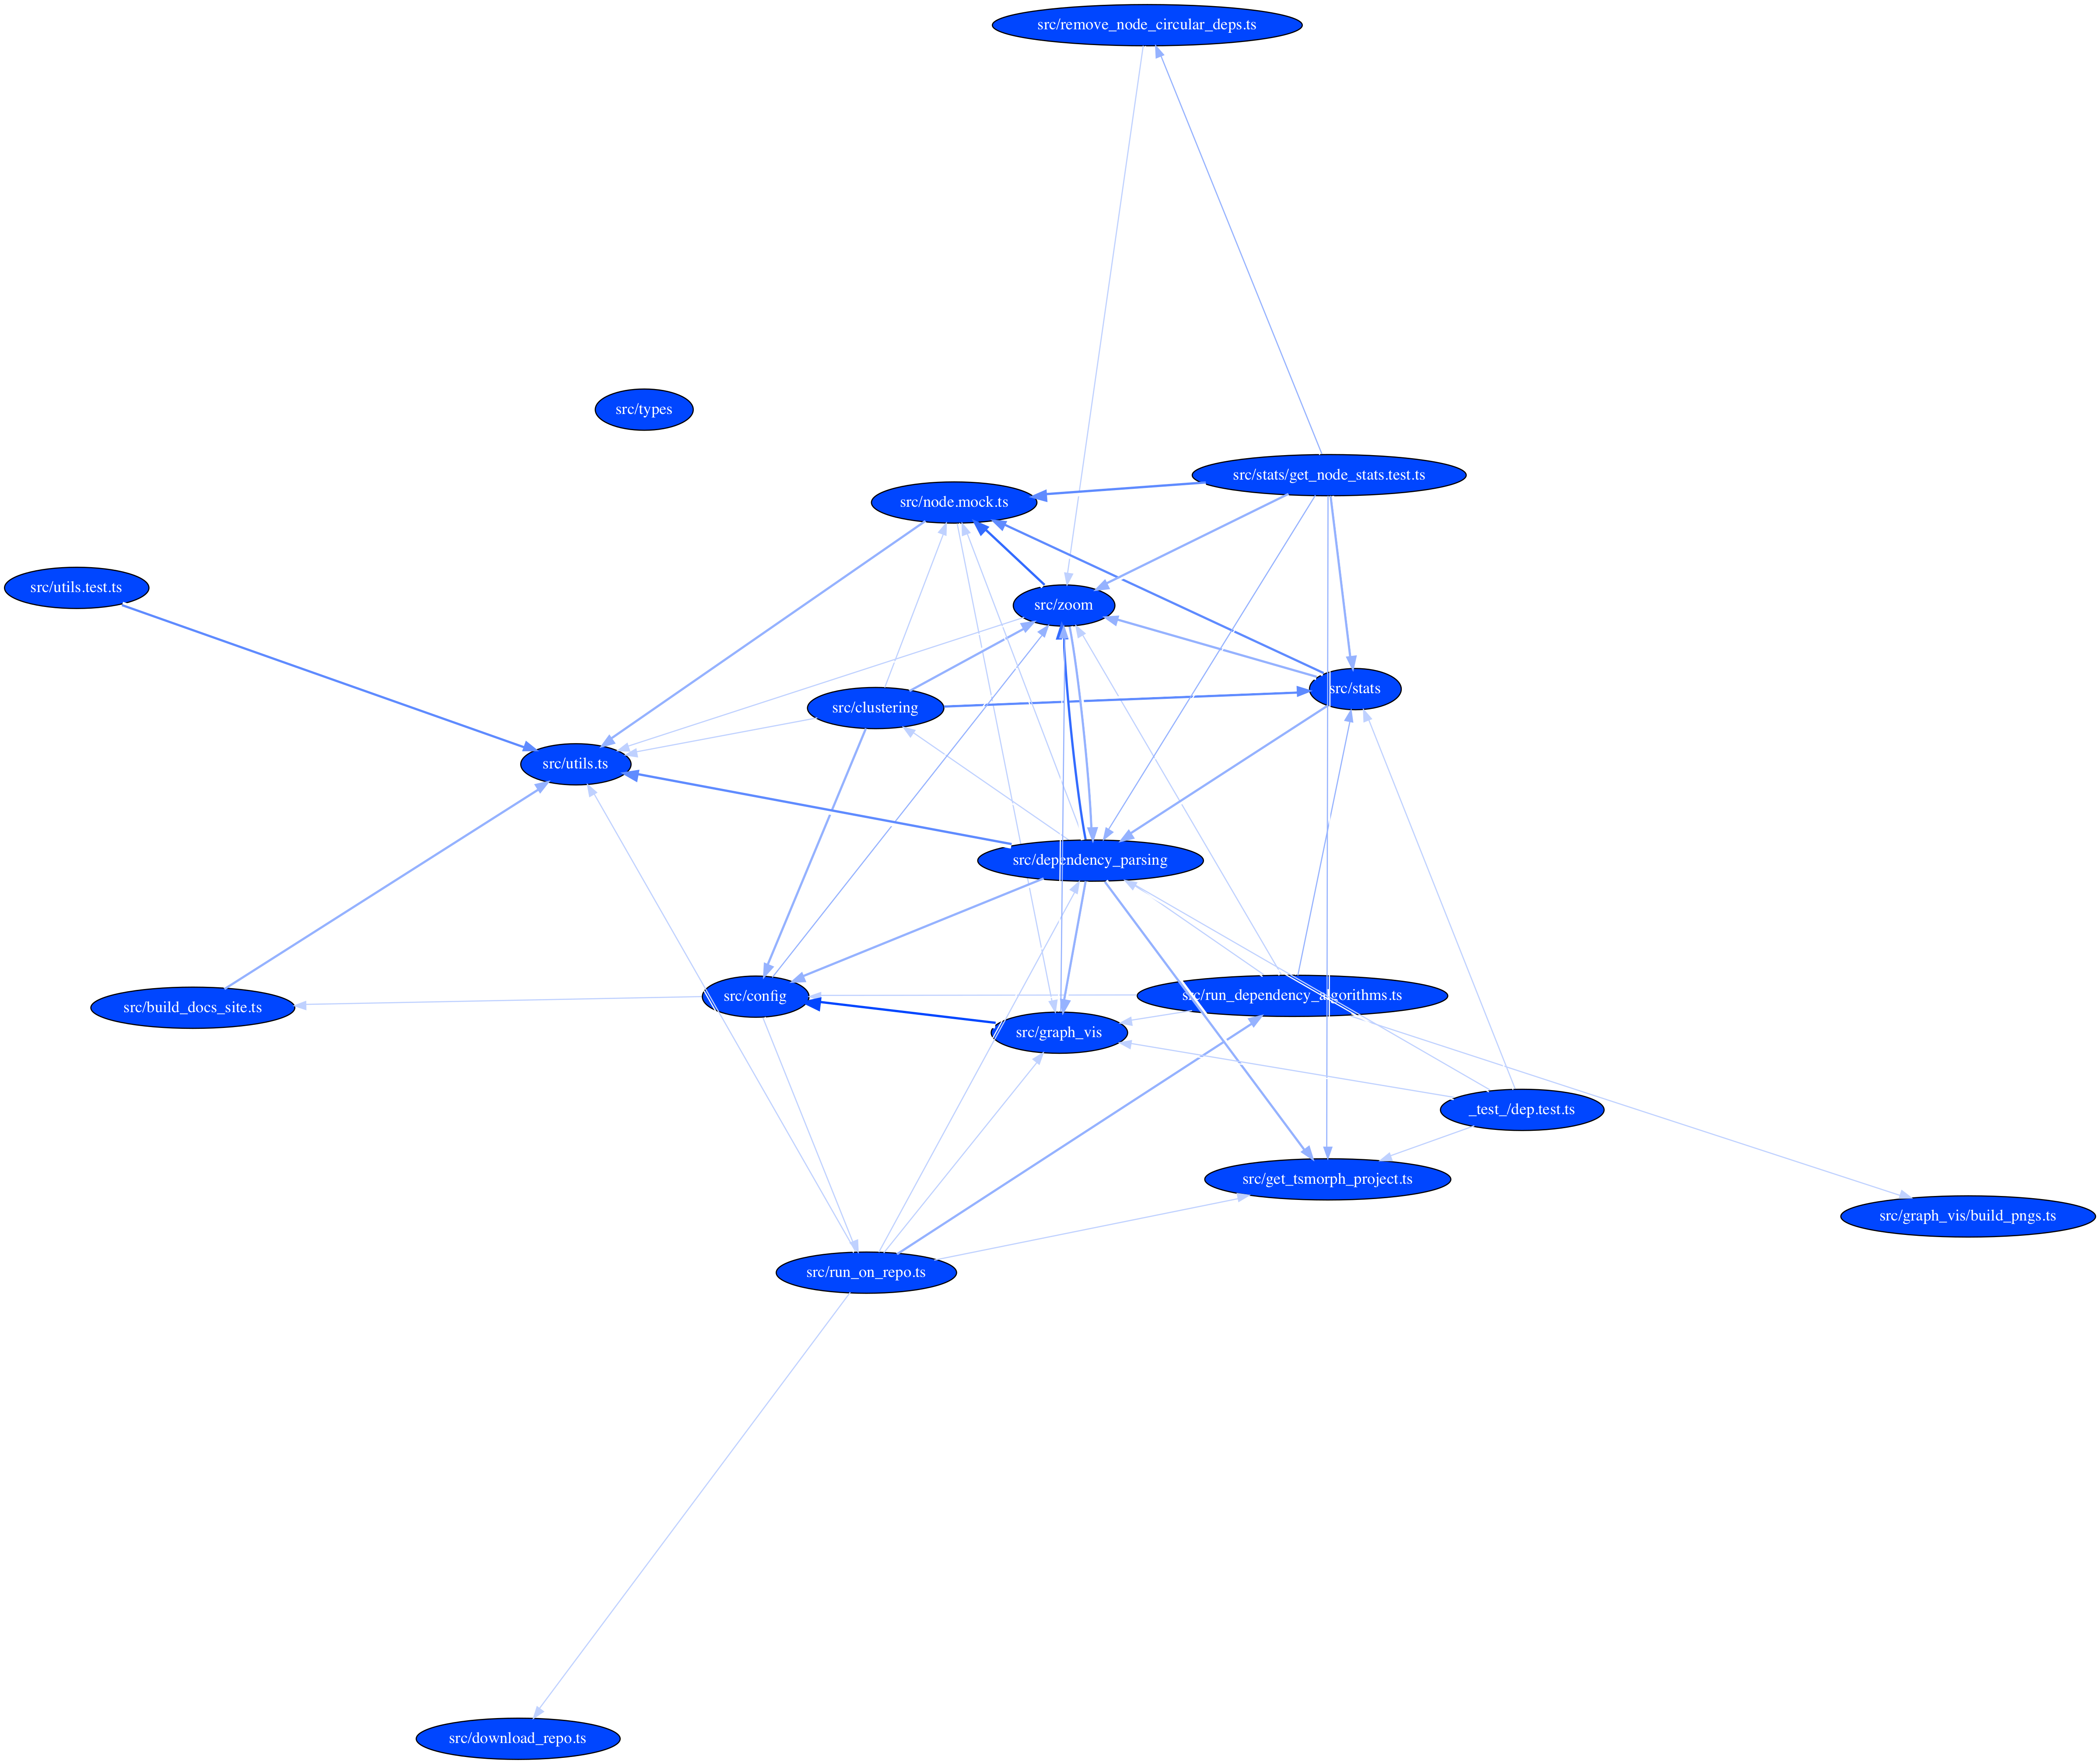 src/remove_node_circular_deps.ts
src/types
src/stats/get_node_stats.test.ts
src/node.mock.ts
src/utils.test.ts
src/zoom
src/stats
src/clustering
src/utils.ts
src/dependency_parsing
src/config
src/run_dependency_algorithms.ts
src/build_docs_site.ts
src/graph_vis
_test_/dep.test.ts
src/get_tsmorph_project.ts
src/graph_vis/build_pngs.ts
src/run_on_repo.ts
src/download_repo.ts